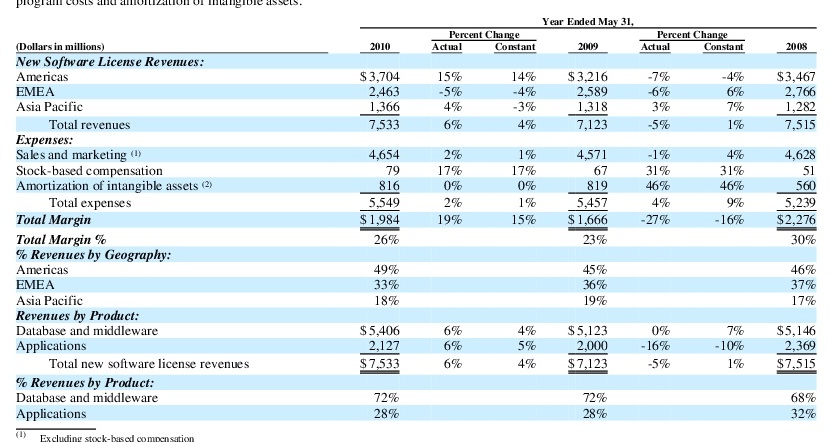 program costs and amortization of intangible assets.
Year Ended May 31,
Percent Change Percent Change
(Dollars in millions) 2010 Actual Constant 2009 Actual Constant 2008
New Software License Revenues:
Americas $ 3,704 15% 14% $ 3,216 -7% -4% $ 3,467
EMEA 2,463 -5% -4% 2,589 -6% 6% 2,766
Asia Pacific 1,366 4% -3% 1,318 3% 7% 1,282
Total revenues 7,533 6% 4% 7,123 -5% 1% 7,515
Expenses:
Sales and marketing (1) 4,654 2% 1% 4,571 -1% 4% 4,628
Stock-based compensation 79 17% 17% 67 31% 31% 51
Amortization of intangible assets (2) 816 0% 0% 819 46% 46% 560
Total expenses 5,549 2% 1% 5,457 4% 9% 5,239
Total Margin $ 1,984 19% 15% $ 1,666 -27% -16% $ 2,276
Total Margin % 26% 23% 30%
% Revenues by Geography:
Americas 49% 45% 46%
EMEA 33% 36% 37%
Asia Pacific 18% 19% 17%
Revenues by Product:
Database and middleware $ 5,406 6% 4% $ 5,123 0% 7% $ 5,146
Applications 2,127 6% 5% 2,000 -16% -10% 2,369
Total new software license revenues $ 7,533 6% 4% $ 7,123 -5% 1% $ 7,515
% Revenues by Product:
Database and middleware 72% 72% 68%
Applications 28% 28% 32%
(1) Excluding stock-based compensation